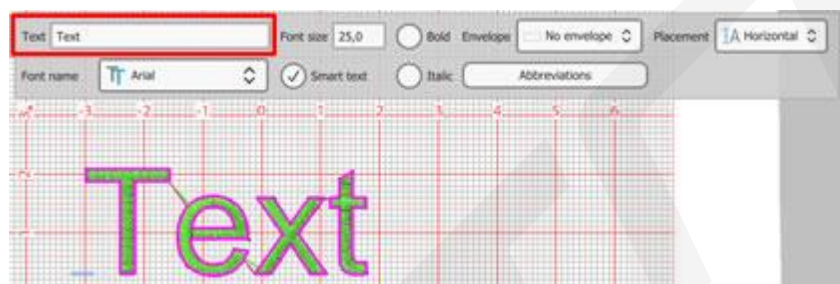 Text Text Font size 25,0 Bold Envelope No envelope Placement Horizontal
Font name Arial Smart text Italic Abbreviations
-3 -2 -1 0 1 2 3 4 5 6
Text